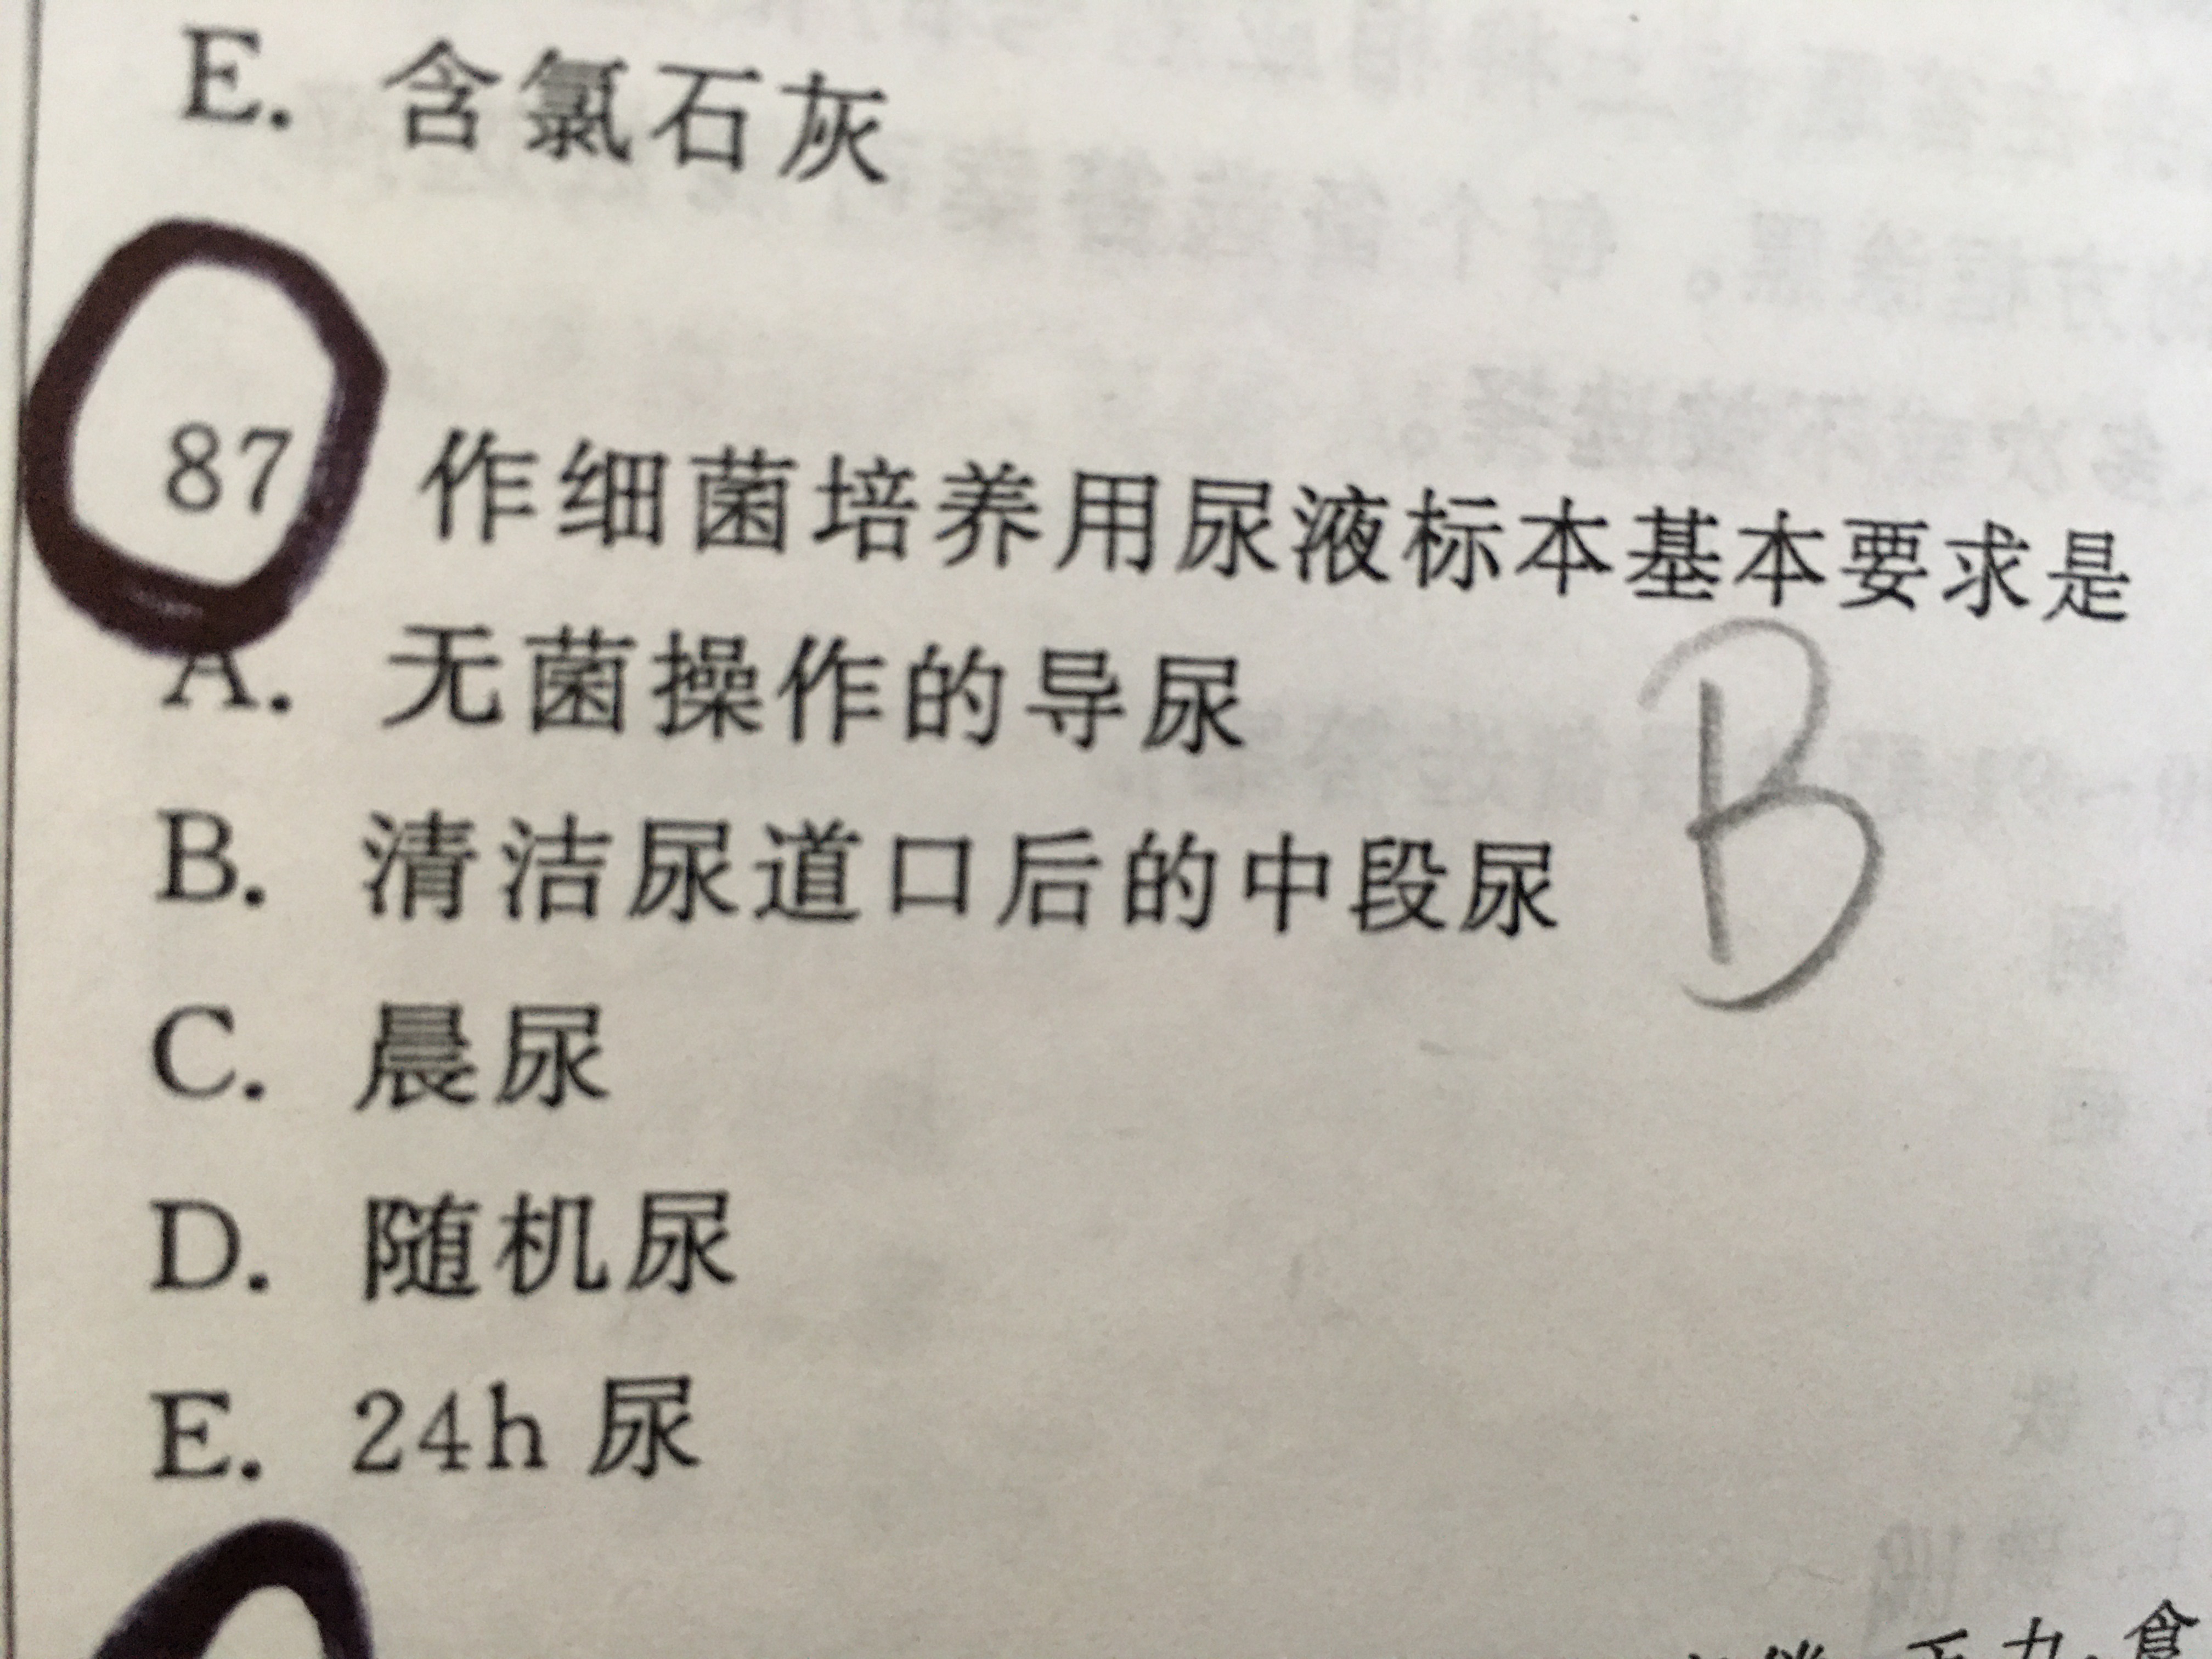 E. 含氯石灰
87 作细菌培养用尿液标本基本要求是
A. 无菌操作的导尿
B. 清洁尿道口后的中段尿
B
C. 晨尿
D. 随机尿
E. 24h 尿